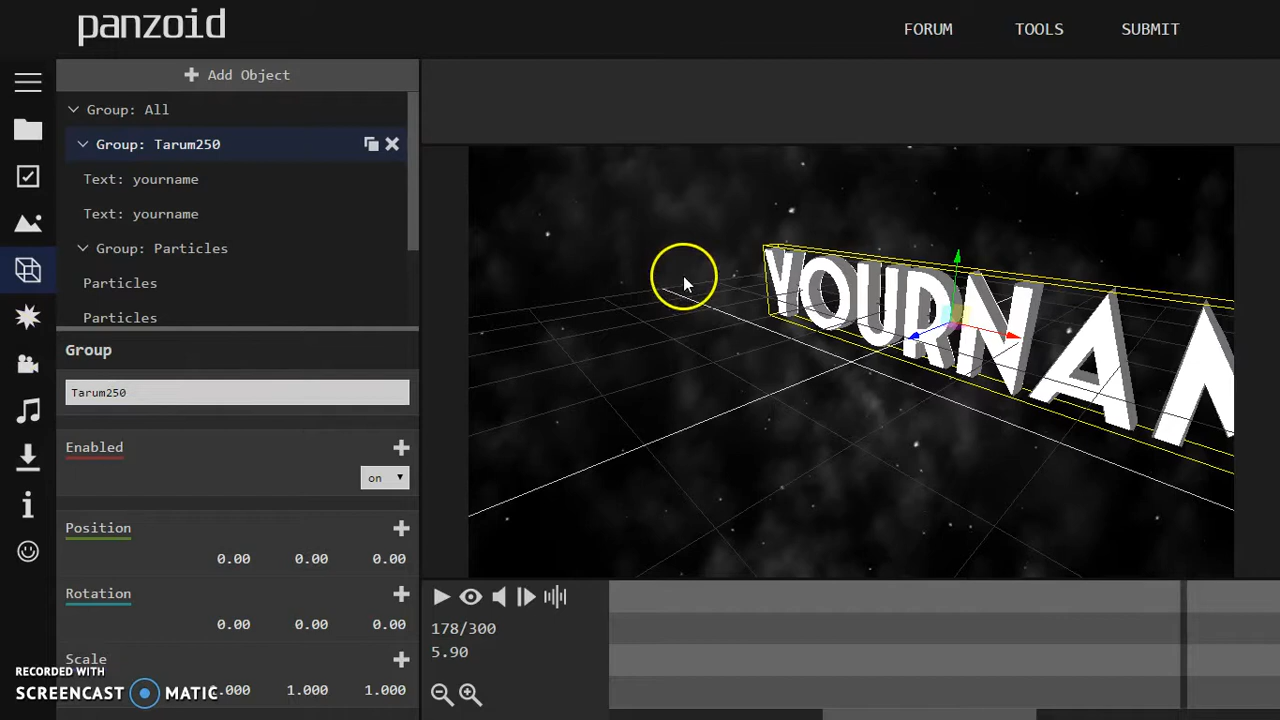 panzoid
FORUM TOOLS SUBMIT
Add Object
Group: All
Group: Tarum250
Text: yourname
Text: yourname
Group: Particles
Particles
Particles
Group
Tarum250
Enabled
on
Position
0.00 0.00 0.00
Rotation
0.00 0.00 0.00
Scale
1.000 1.000
YOURNA
178/300
5.90
RECORDED WITH
SCREENCAST MATIC